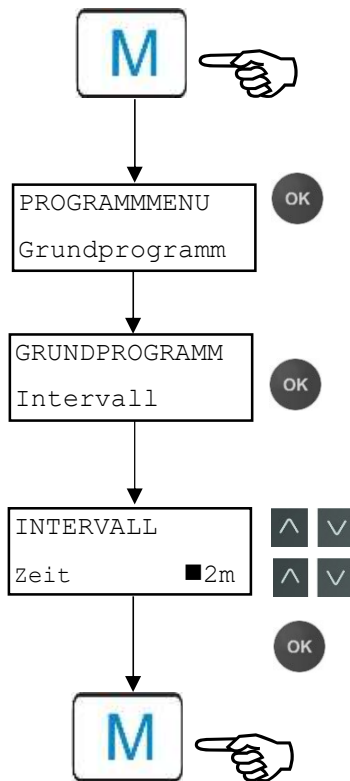 M
PROGRAMMMENU
OK
Grundprogramm
GRUNDPROGRAMM
Intervall
OK
INTERVALL
Zeit ■2m
OK
M